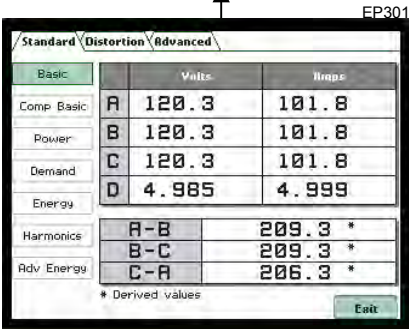 EP301
Standard Distortion Advanced
Basic
Comp Basic
Power
Demand
Energy
Harmonics
Adv Energy
Volts Amps
A 120.3 101.8
B 120.3 101.8
C 120.3 101.8
D 4.985 4.999
A-B 209.3 *
B-C 209.3 *
C-A 206.3 *
* Derived values
Exit